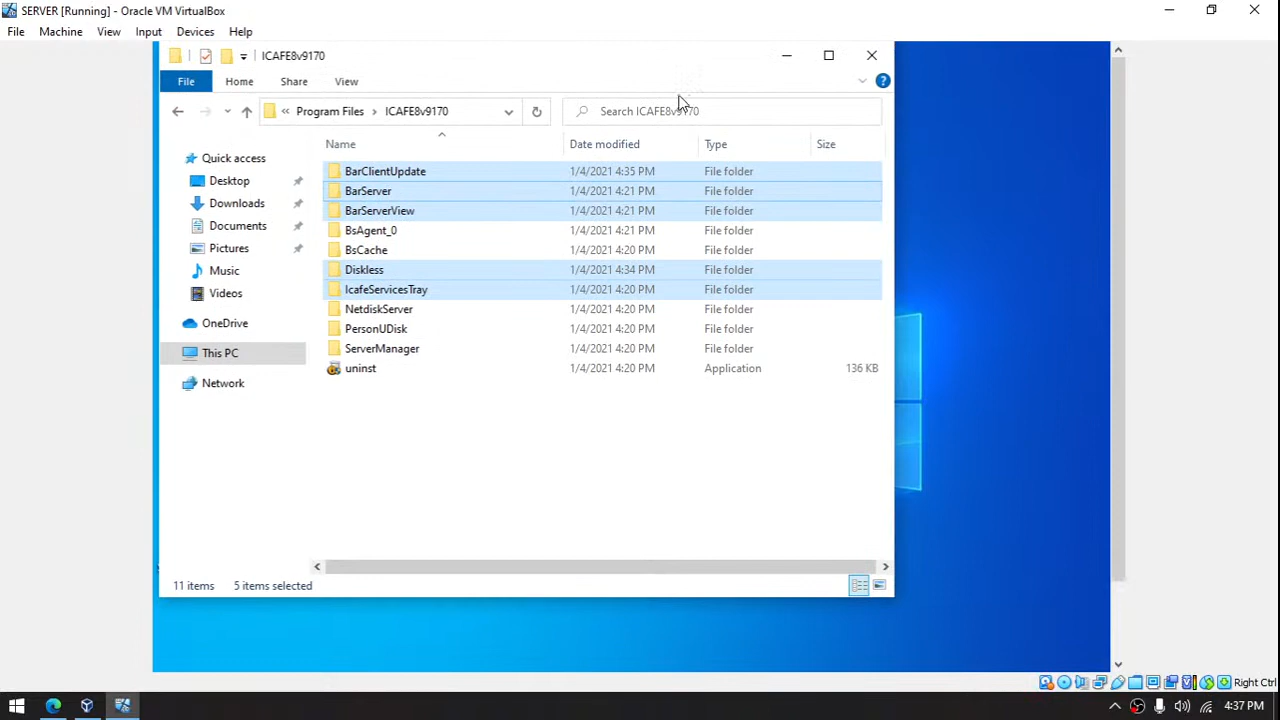 SERVER [Running] - Oracle VM VirtualBox
File Machine View Input Devices Help
ICAFE8v9170
File Home Share View
« Program Files ICAFE8v9170 Search ICAFE8v9170
Name Date modified Type Size
Quick access
Desktop
Downloads
Documents
Pictures
Music
Videos
OneDrive
This PC
Network
BarClientUpdate 1/4/2021 4:35 PM File folder
BarServer 1/4/2021 4:21 PM File folder
BarServerView 1/4/2021 4:21 PM File folder
BsAgent_0 1/4/2021 4:21 PM File folder
BsCache 1/4/2021 4:20 PM File folder
Diskless 1/4/2021 4:34 PM File folder
IcafeServicesTray 1/4/2021 4:20 PM File folder
NetdiskServer 1/4/2021 4:20 PM File folder
PersonUDisk 1/4/2021 4:20 PM File folder
ServerManager 1/4/2021 4:20 PM File folder
uninst 1/4/2021 4:20 PM Application 136 KB
11 items 5 items selected
Right Ctrl
4:37 PM